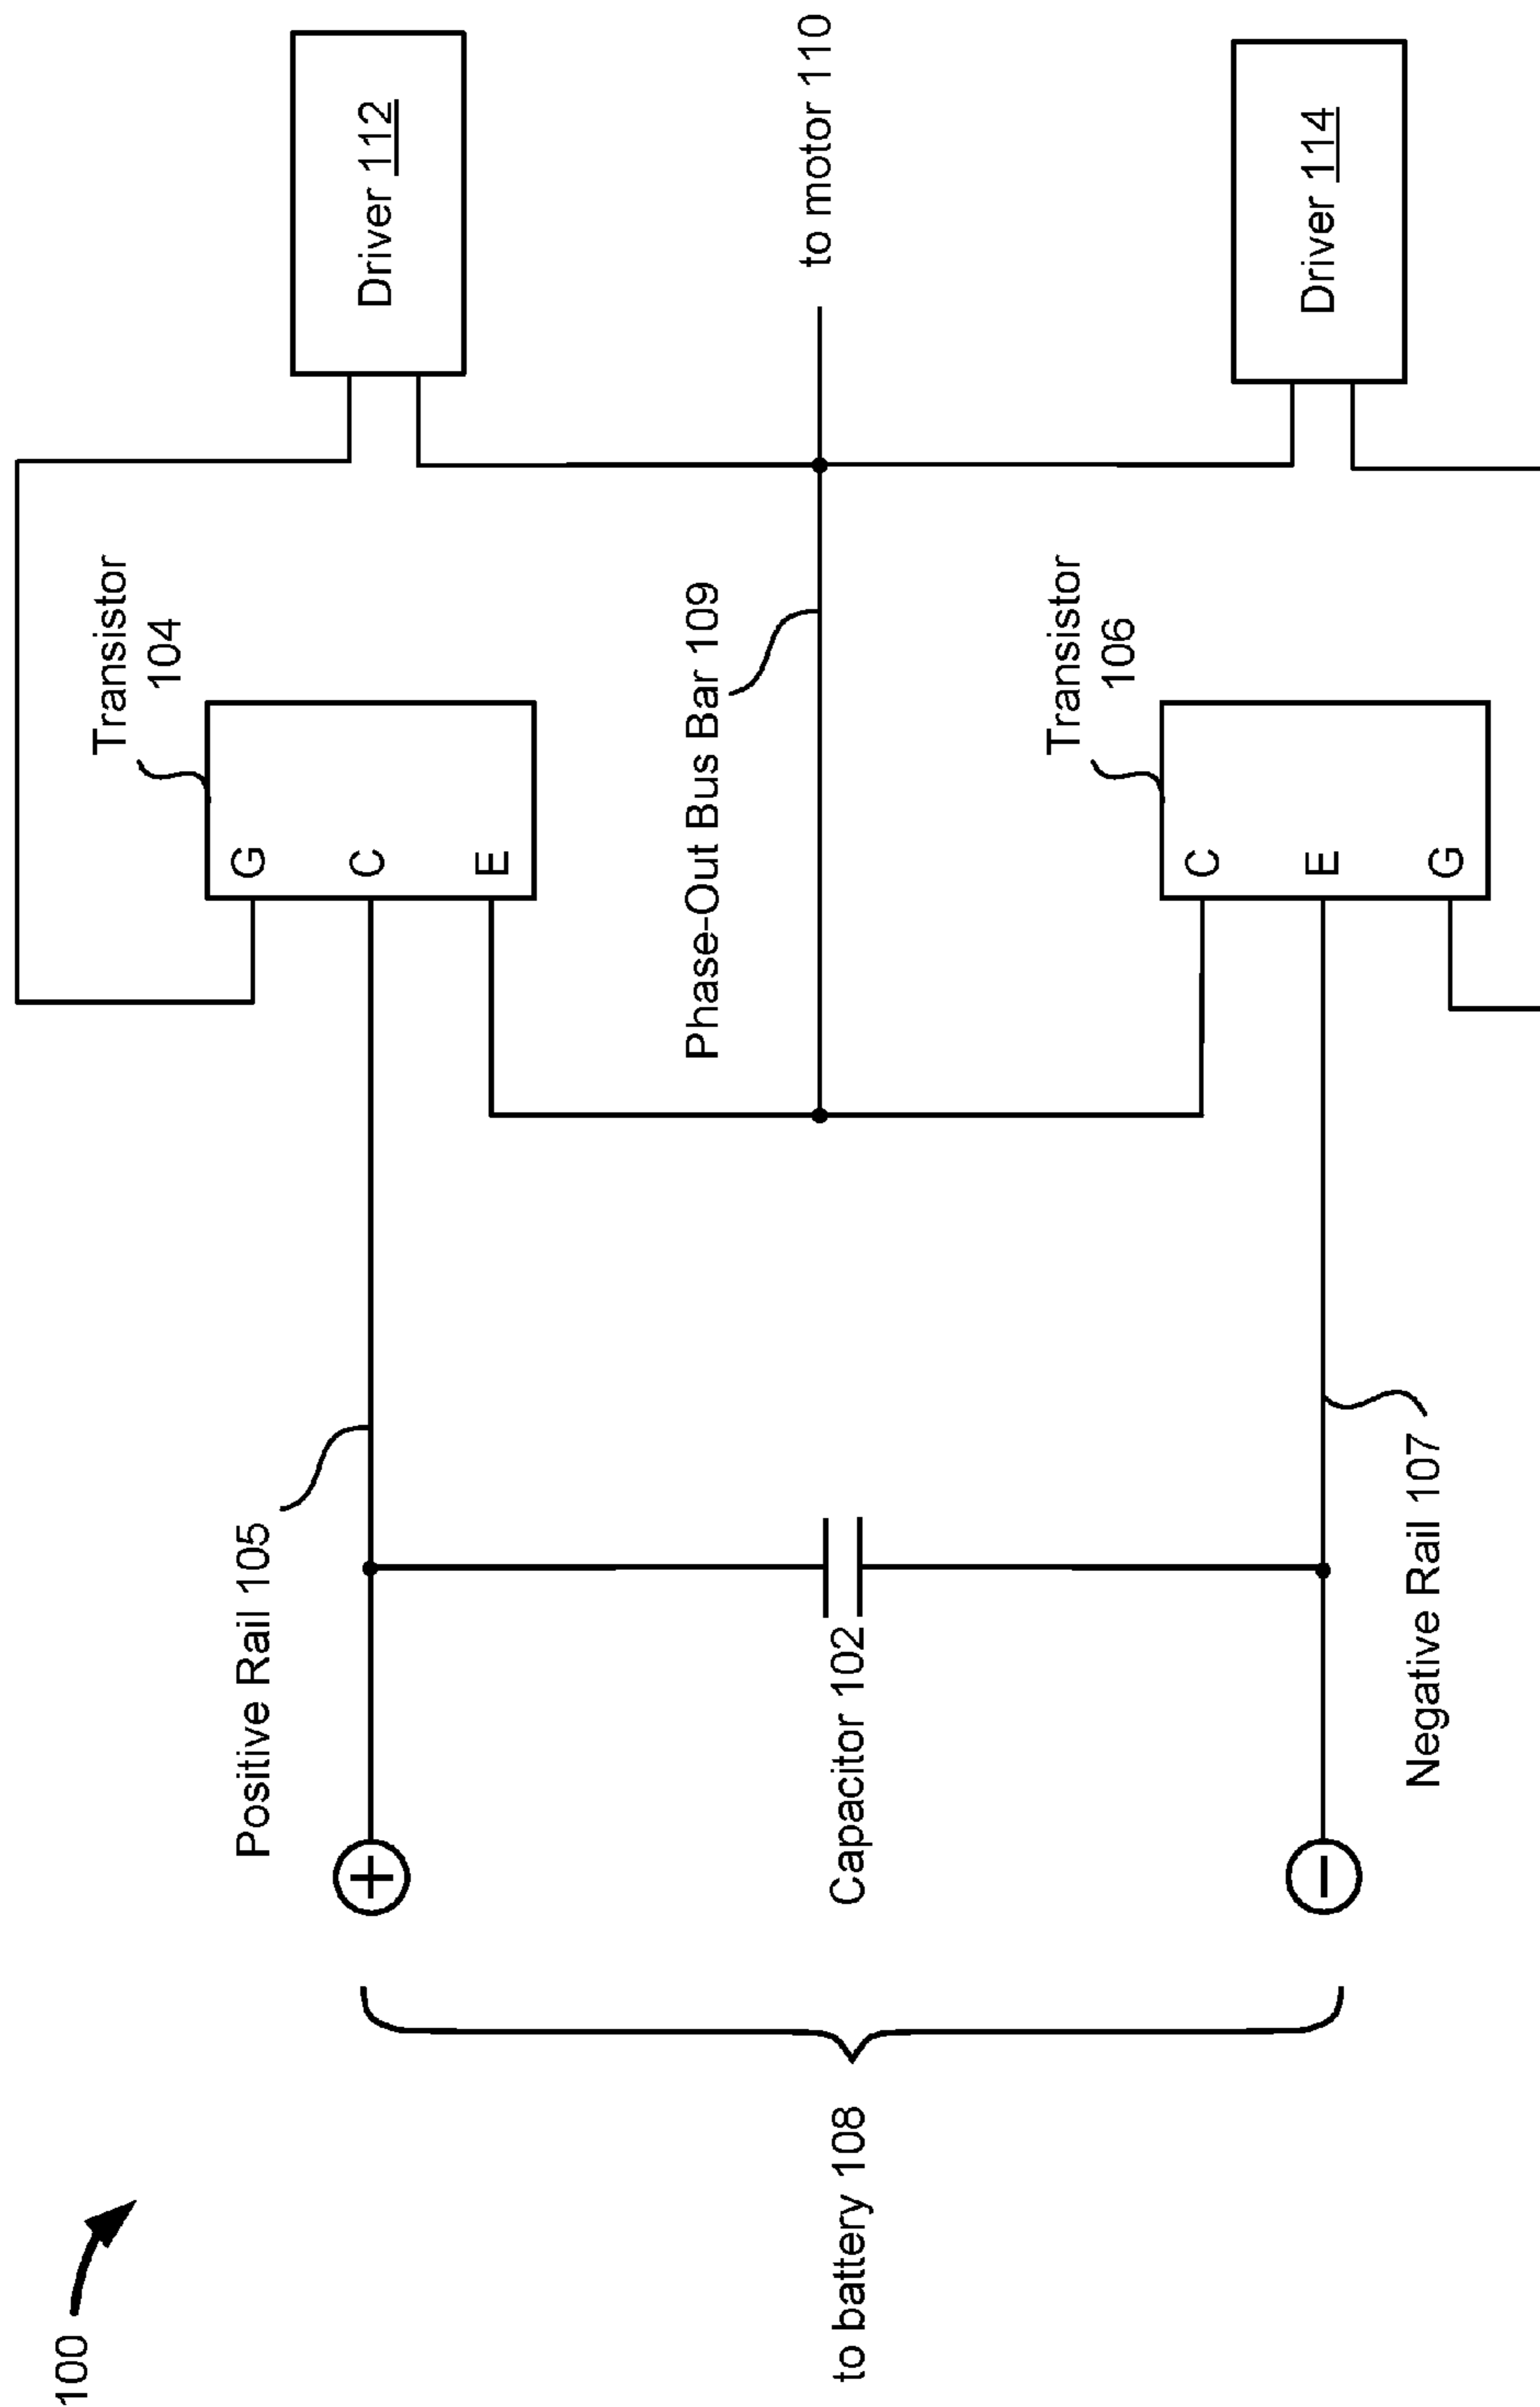 100
to battery 108
Positive Rail 105
+
Capacitor 102
−
Negative Rail 107
Transistor
104
G
C
E
Phase-Out Bus Bar 109
Transistor
106
C
E
G
Driver 112
to motor 110
Driver 114